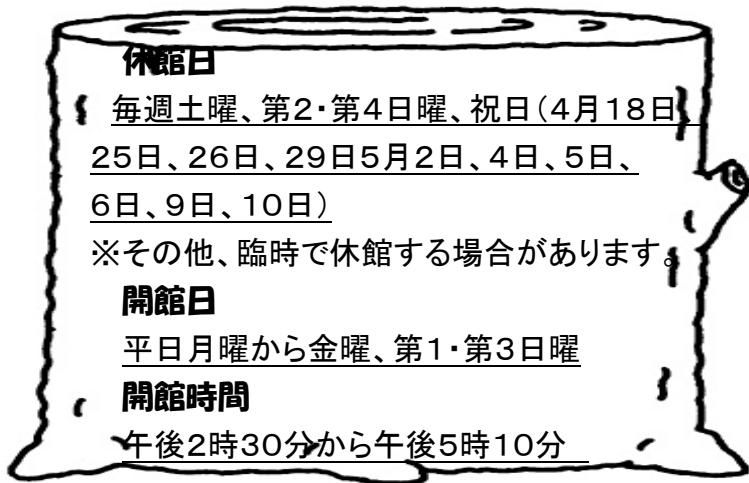 休館日
毎週土曜、第2・第4日曜、祝日(4月18日、
25日、26日、29日5月2日、4日、5日、
6日、9日、10日)
※その他、臨時で休館する場合があります。
開館日
平日月曜から金曜、第1・第3日曜
開館時間
午後2時30分から午後5時10分